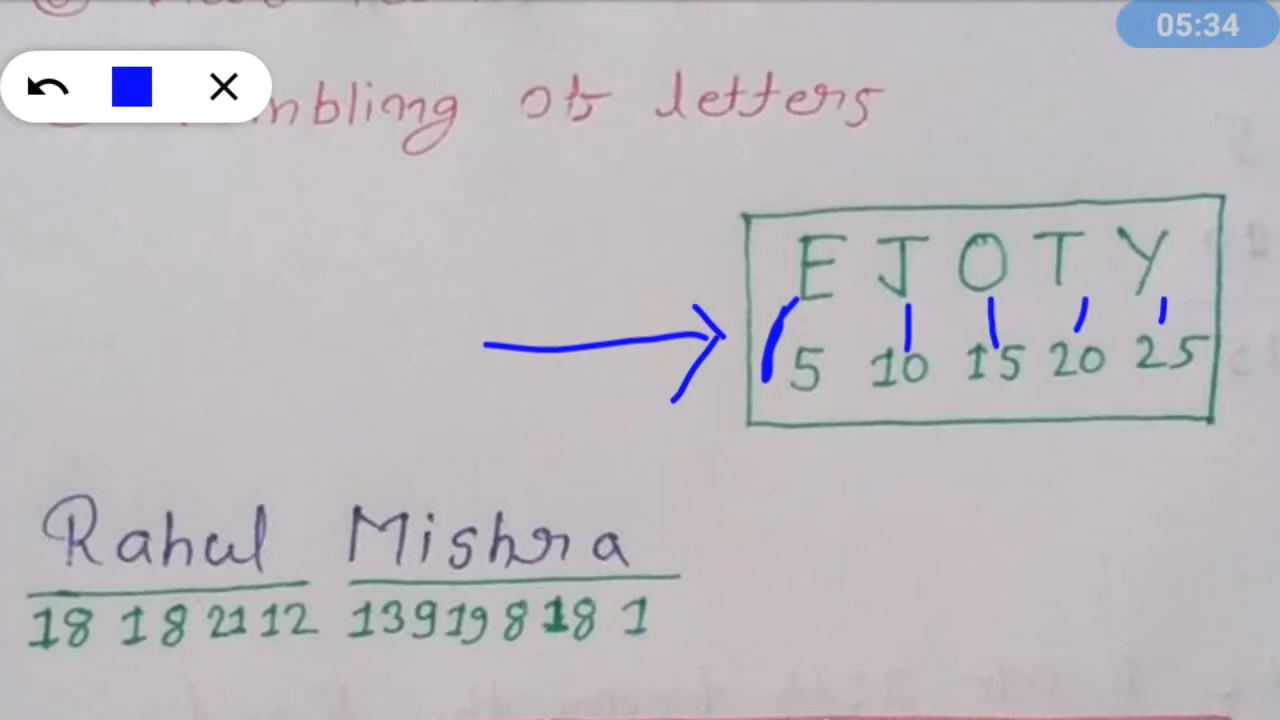 05:34
of letters
E J O T Y
5 10 15 20 25
Rahul Mishra
18 1 8 21 12 13 9 19 8 18 1